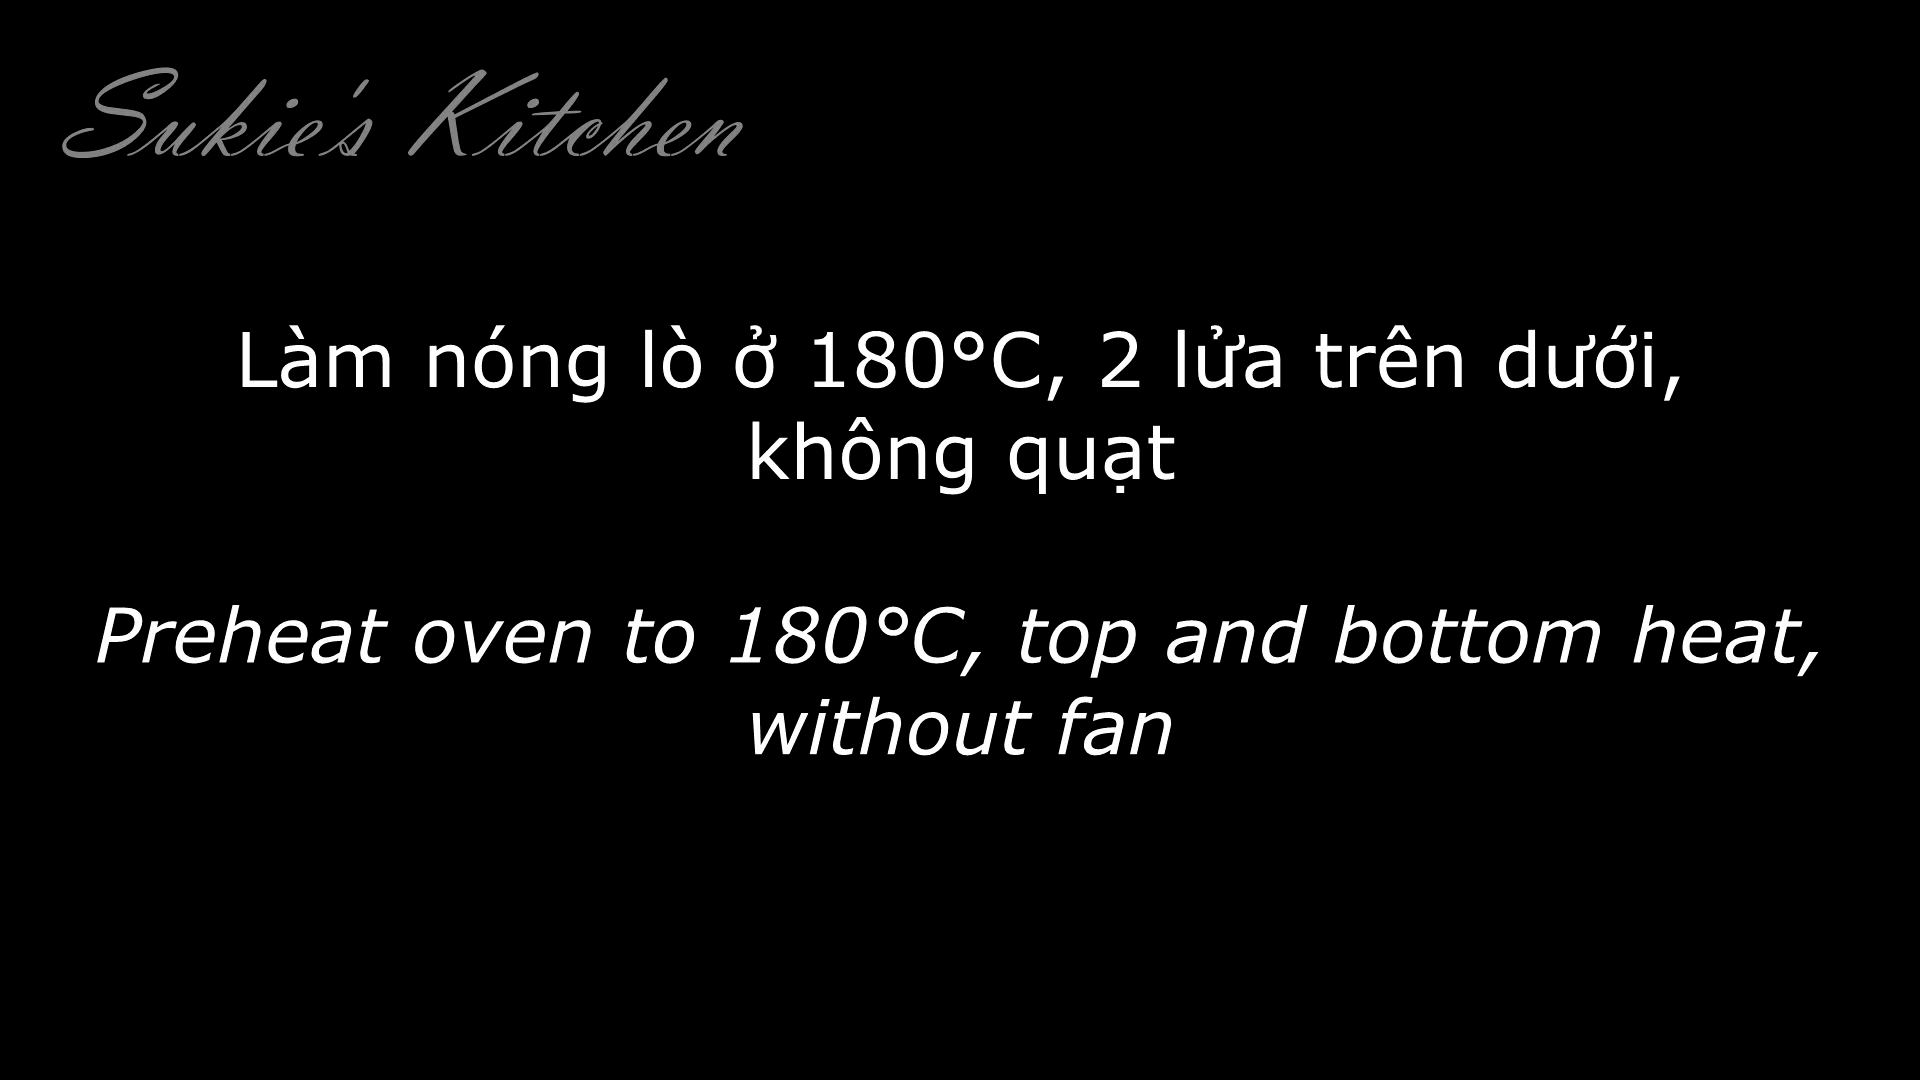 Sukie's Kitchen
Làm nóng lò ở 180°C, 2 lửa trên dưới,
không quạt
Preheat oven to 180°C, top and bottom heat,
without fan